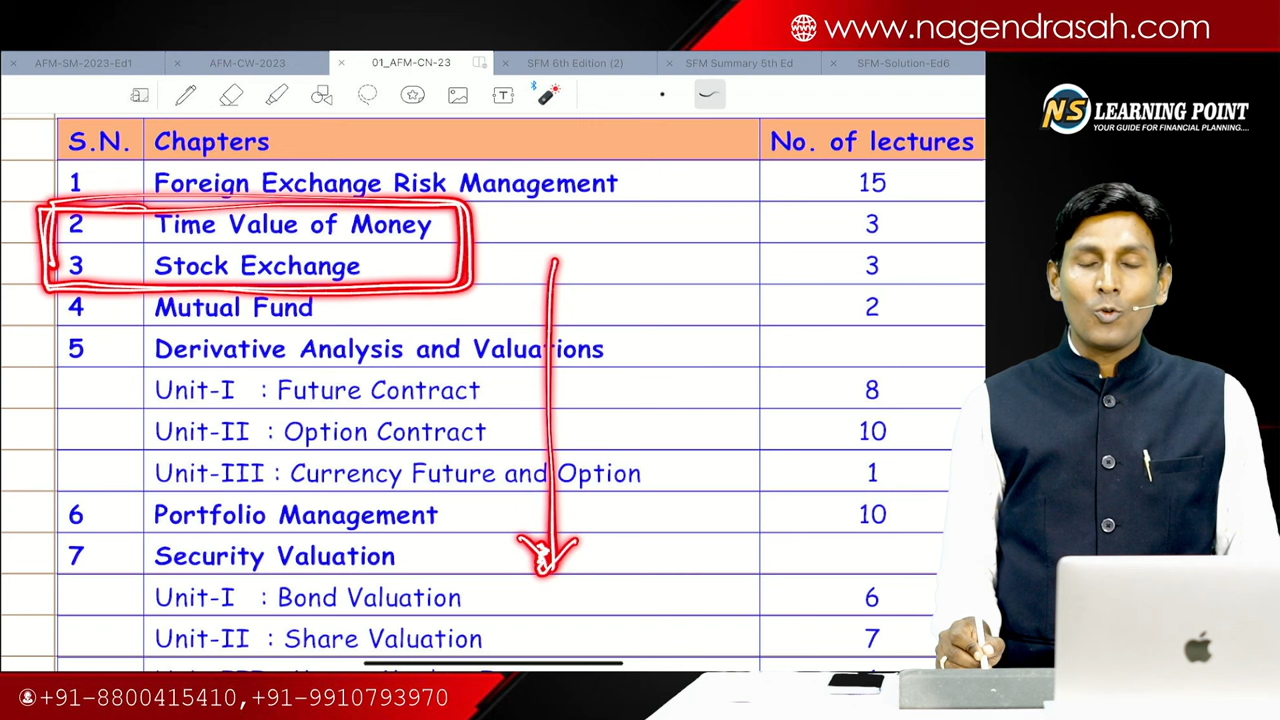 www.nagendrasah.com
AFM-SM-2023-Ed1
AFM-CW-2023
01_AFM-CN-23
SFM 6th Edition (2)
SFM Summary 5th Ed
SFM-Solution-Ed6
NS LEARNING POINT
YOUR GUIDE FOR FINANCIAL PLANNING....
S.N. Chapters No. of lectures
1 Foreign Exchange Risk Management 15
2 Time Value of Money 3
3 Stock Exchange 3
4 Mutual Fund 2
5 Derivative Analysis and Valuations
Unit-I : Future Contract 8
Unit-II : Option Contract 10
Unit-III : Currency Future and Option 1
6 Portfolio Management 10
7 Security Valuation
Unit-I : Bond Valuation 6
Unit-II : Share Valuation 7
+91-8800415410,+91-9910793970